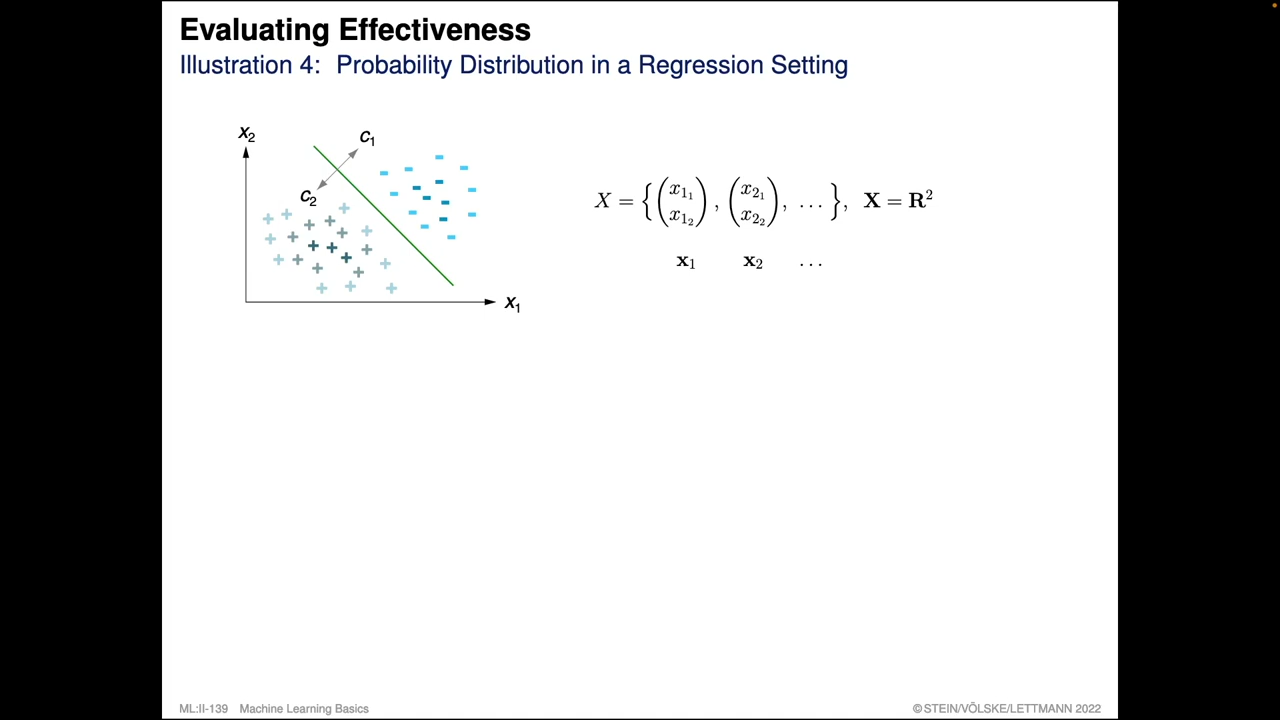 Evaluating Effectiveness
Illustration 4: Probability Distribution in a Regression Setting
x₂
c₁
c₂
x₁
X = { (x₁₁ x₁₂), (x₂₁ x₂₂), ... }, 𝐗 = 𝐑²
𝐱₁ 𝐱₂ ...
ML:II-139 Machine Learning Basics
© STEIN/VÖLSKE/LETTMANN 2022